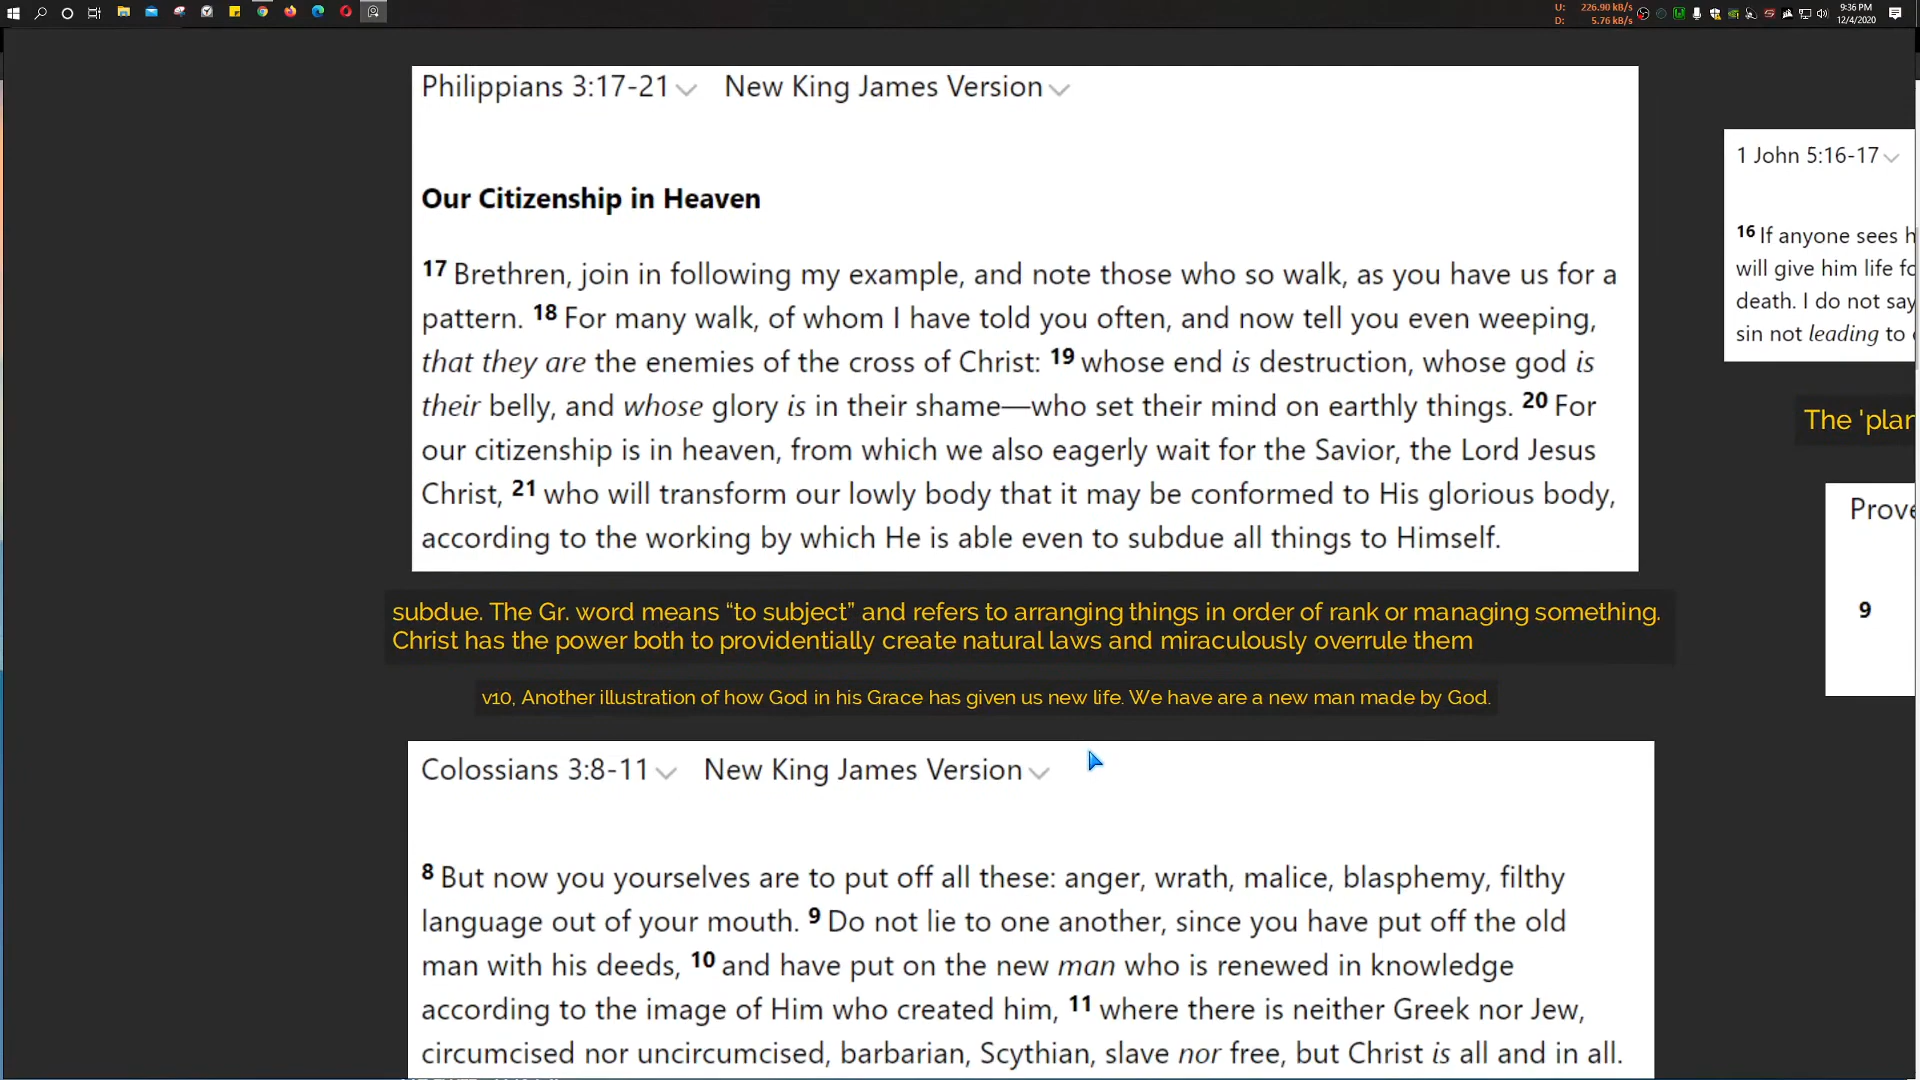 U: 226.90 kB/s
D: 5.76 kB/s
9:36 PM
12/4/2020
Philippians 3:17-21 New King James Version
Our Citizenship in Heaven
17 Brethren, join in following my example, and note those who so walk, as you have us for a
pattern. 18 For many walk, of whom I have told you often, and now tell you even weeping,
that they are the enemies of the cross of Christ: 19 whose end is destruction, whose god is
their belly, and whose glory is in their shame—who set their mind on earthly things. 20 For
our citizenship is in heaven, from which we also eagerly wait for the Savior, the Lord Jesus
Christ, 21 who will transform our lowly body that it may be conformed to His glorious body,
according to the working by which He is able even to subdue all things to Himself.
subdue. The Gr. word means “to subject” and refers to arranging things in order of rank or managing something.
Christ has the power both to providentially create natural laws and miraculously overrule them
v10, Another illustration of how God in his Grace has given us new life. We have are a new man made by God.
Colossians 3:8-11 New King James Version
8 But now you yourselves are to put off all these: anger, wrath, malice, blasphemy, filthy
language out of your mouth. 9 Do not lie to one another, since you have put off the old
man with his deeds, 10 and have put on the new man who is renewed in knowledge
according to the image of Him who created him, 11 where there is neither Greek nor Jew,
circumcised nor uncircumcised, barbarian, Scythian, slave nor free, but Christ is all and in all.
1 John 5:16-17
16 If anyone sees h
will give him life fo
death. I do not say
sin not leading to
The 'plan
Prove
9